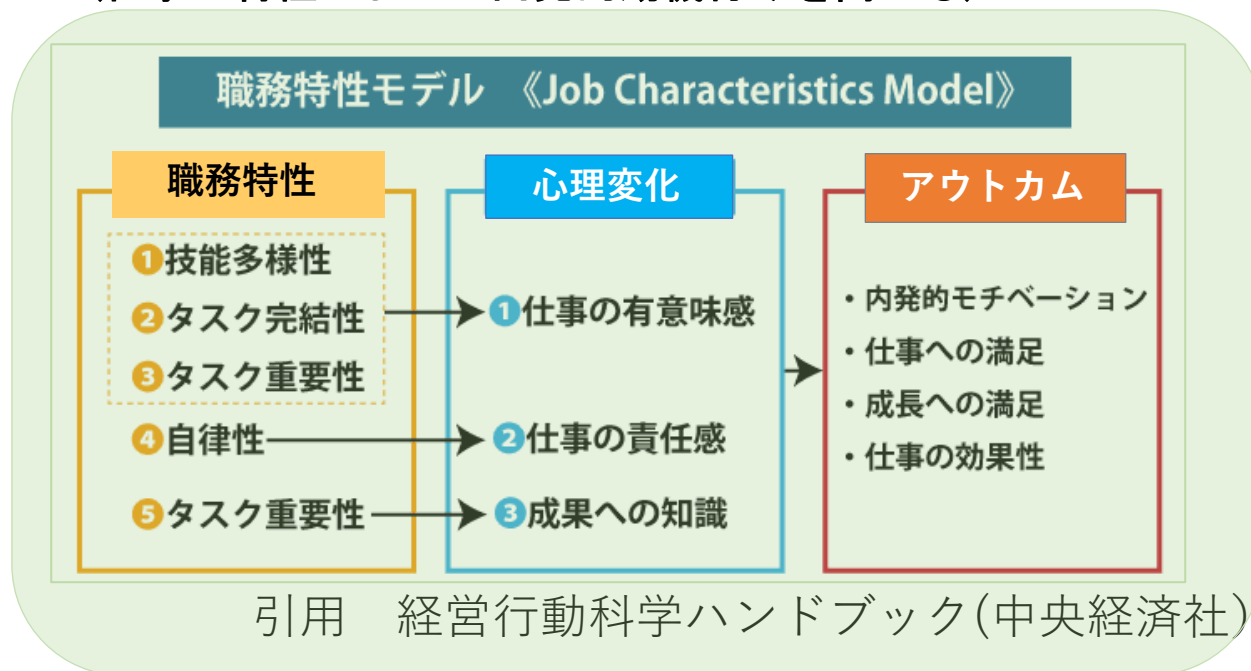 職務特性モデル 《Job Characteristics Model》
職務特性
❶技能多様性
❷タスク完結性
❸タスク重要性
❹自律性
❺タスク重要性
心理変化
❶仕事の有意味感
❷仕事の責任感
❸成果への知識
アウトカム
・内発的モチベーション
・仕事への満足
・成長への満足
・仕事の効果性
引用 経営行動科学ハンドブック(中央経済社)